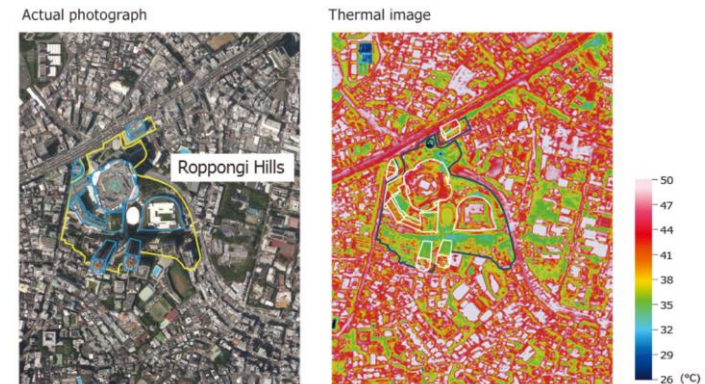 Actual photograph
Thermal image
Roppongi Hills
50
47
44
41
38
35
32
29
26 (°C)